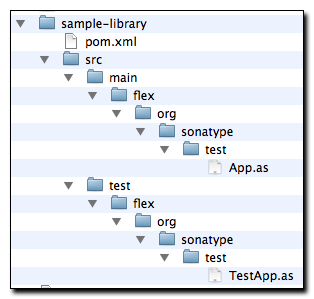 sample-library
pom.xml
src
main
flex
org
sonatype
test
App.as
test
flex
org
sonatype
test
TestApp.as